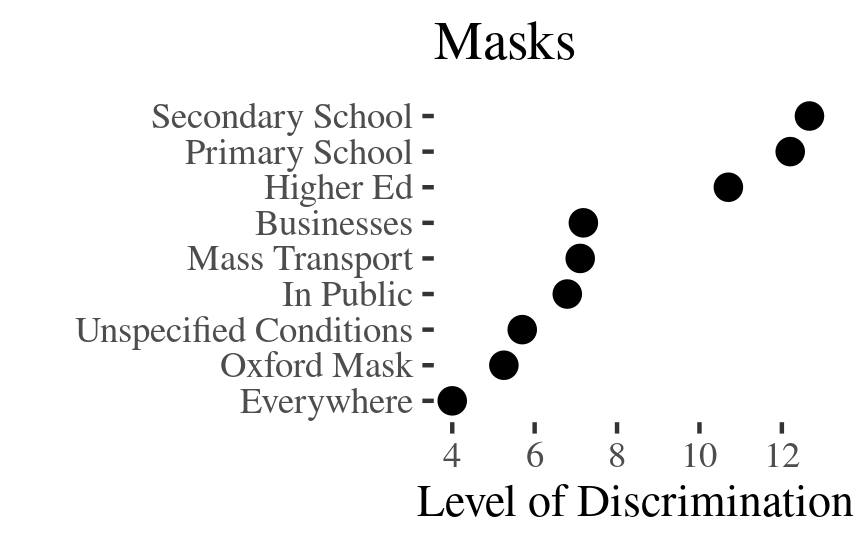 Masks
Secondary School
Primary School
Higher Ed
Businesses
Mass Transport
In Public
Unspecified Conditions
Oxford Mask
Everywhere
4 6 8 10 12
Level of Discrimination